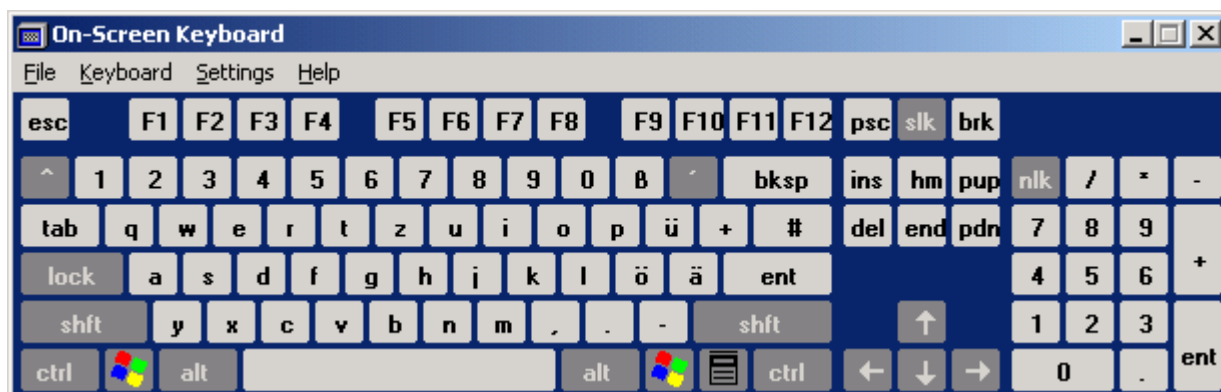 On-Screen Keyboard
File Keyboard Settings Help
esc F1 F2 F3 F4 F5 F6 F7 F8 F9 F10 F11 F12 psc slk brk
^ 1 2 3 4 5 6 7 8 9 0 ß ´ bksp ins hm pup nlk / * -
tab q w e r t z u i o p ü + # del end pdn 7 8 9 +
lock a s d f g h j k l ö ä ent 4 5 6
shft y x c v b n m , . - shft ↑ 1 2 3 ent
ctrl alt alt ctrl ← ↓ → 0 .